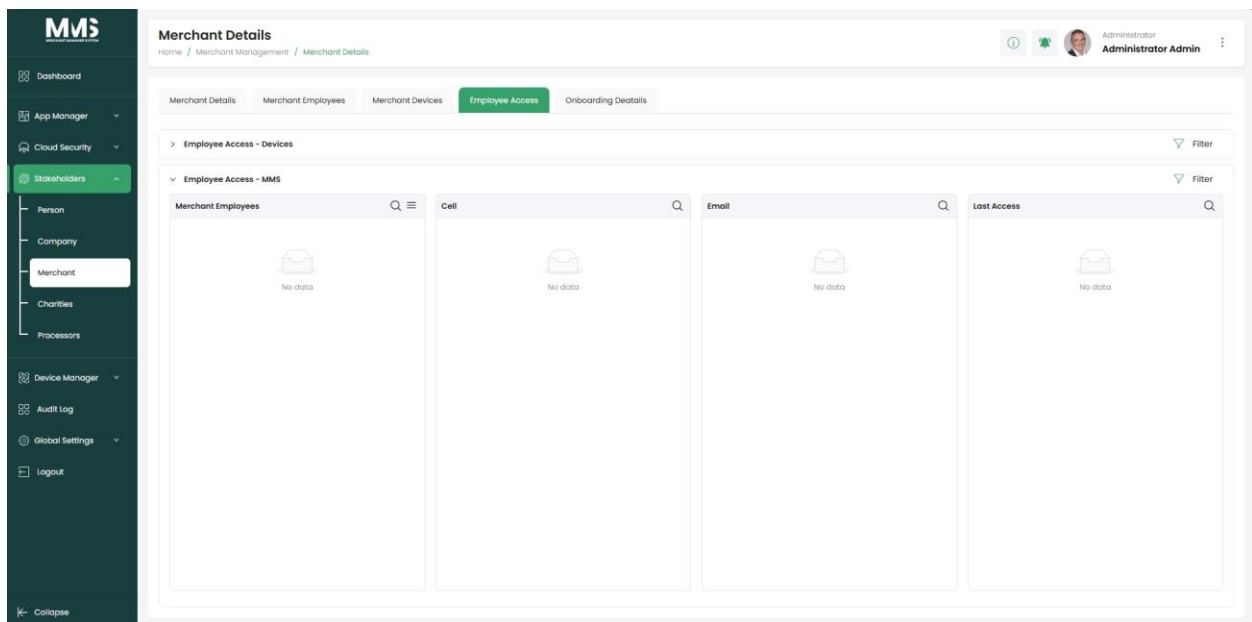 MMS
MERCHANT MANAGER SYSTEM
Dashboard
App Manager
Cloud Security
Stakeholders
Person
Company
Merchant
Charities
Processors
Device Manager
Audit Log
Global Settings
Logout
Collapse
Merchant Details
Home / Merchant Management / Merchant Details
Administrator
Administrator Admin
Merchant Details Merchant Employees Merchant Devices Employee Access Onboarding Deatails
Employee Access - Devices Filter
Employee Access - MMS Filter
Merchant Employees Cell Email Last Access
No data No data No data No data